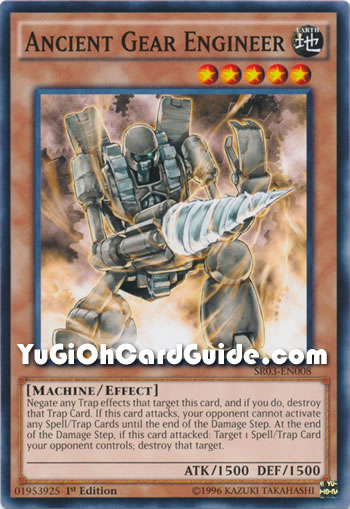 ANCIENT GEAR ENGINEER
EARTH
地
YuGiOhCardGuide.com
SR03-EN008
[MACHINE/EFFECT]
Negate any Trap effects that target this card, and if you do, destroy
that Trap Card. If this card attacks, your opponent cannot activate
any Spell/Trap Cards until the end of the Damage Step. At the end
of the Damage Step, if this card attacked: Target 1 Spell/Trap Card
your opponent controls; destroy that target.
ATK/1500 DEF/1500
01953925 1st Edition ©1996 KAZUKI TAKAHASHI